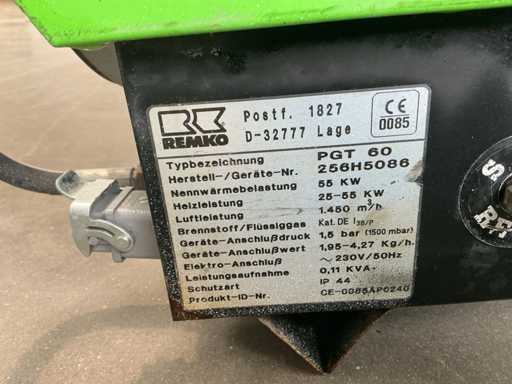 REMKO
Postf. 1827
D-32777 Lage
CE
0085
Typbezeichnung PGT 60
Herstell-/Geräte-Nr. 256H5086
Nennwärmebelastung 55 KW
Heizleistung 25-55 KW
Luftleistung 1.450 m³/h
Brennstoff/Flüssiggas Kat. DE I3B/P
Geräte-Anschlußdruck 1,5 bar (1500 mbar)
Geräte-Anschlußwert 1,95-4,27 Kg/h.
Elektro-Anschluß ~ 230V/50Hz
Leistungsaufnahme 0,11 KVA
Schutzart IP 44
Produkt-ID-Nr. CE-0085AP0240